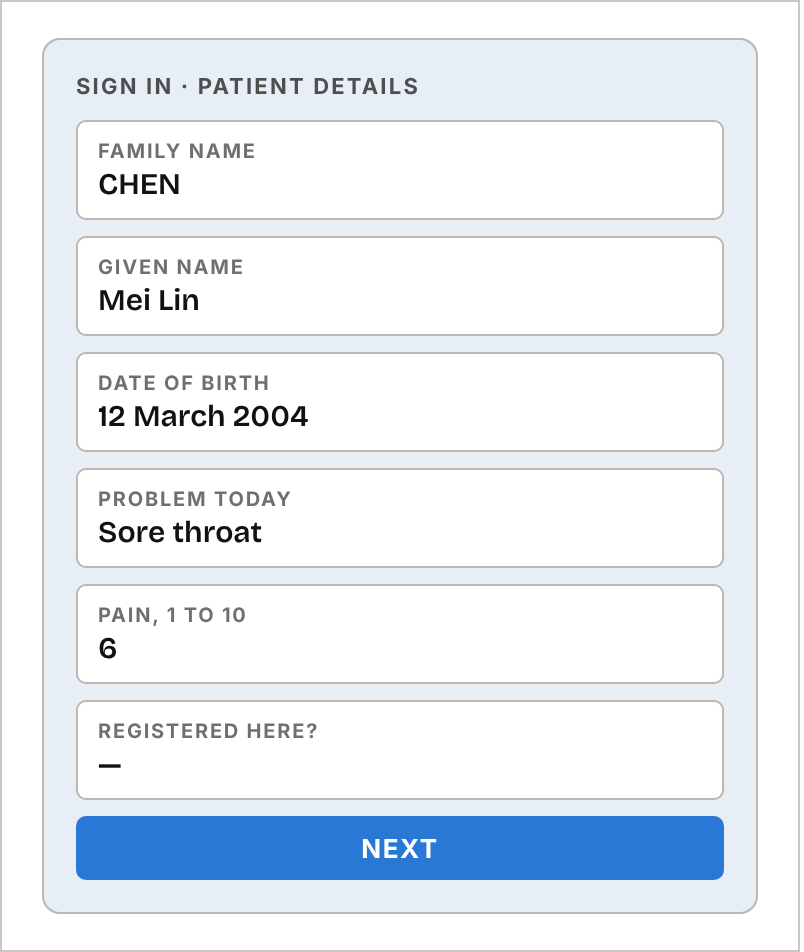 SIGN IN · PATIENT DETAILS
FAMILY NAME
CHEN
GIVEN NAME
Mei Lin
DATE OF BIRTH
12 March 2004
PROBLEM TODAY
Sore throat
PAIN, 1 TO 10
6
REGISTERED HERE?
—
NEXT